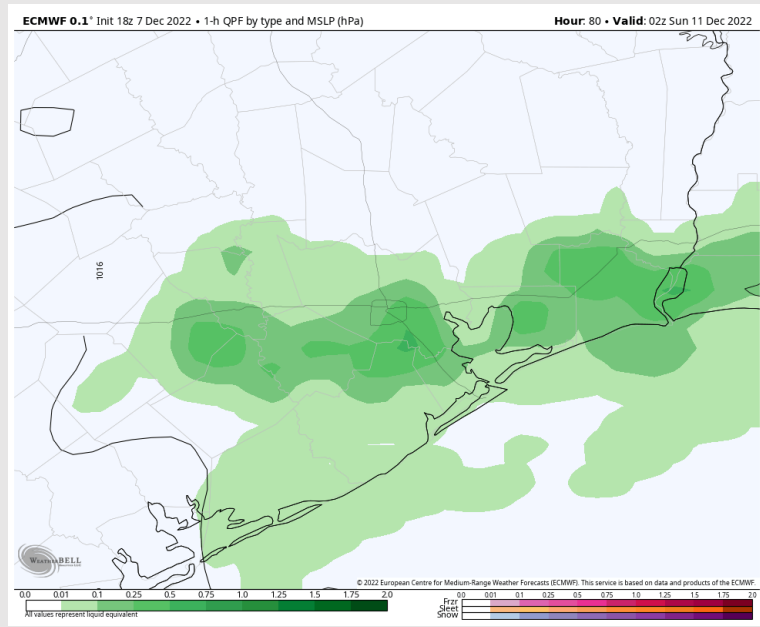 ECMWF 0.1° Init 18z 7 Dec 2022 • 1-h QPF by type and MSLP (hPa)
Hour: 80 • Valid: 02z Sun 11 Dec 2022
1016
WeatherBELL
© 2022 European Centre for Medium-Range Weather Forecasts (ECMWF). This service is based on data and products of the ECMWF.
0.0 0.01 0.1 0.25 0.5 0.75 1.0 1.25 1.5 1.75 2.0
All values represent liquid equivalent
0.0 0.01 0.1 0.25 0.5 0.75 1.0 1.25 1.5 1.75 2.0
Frzr
Sleet
Snow